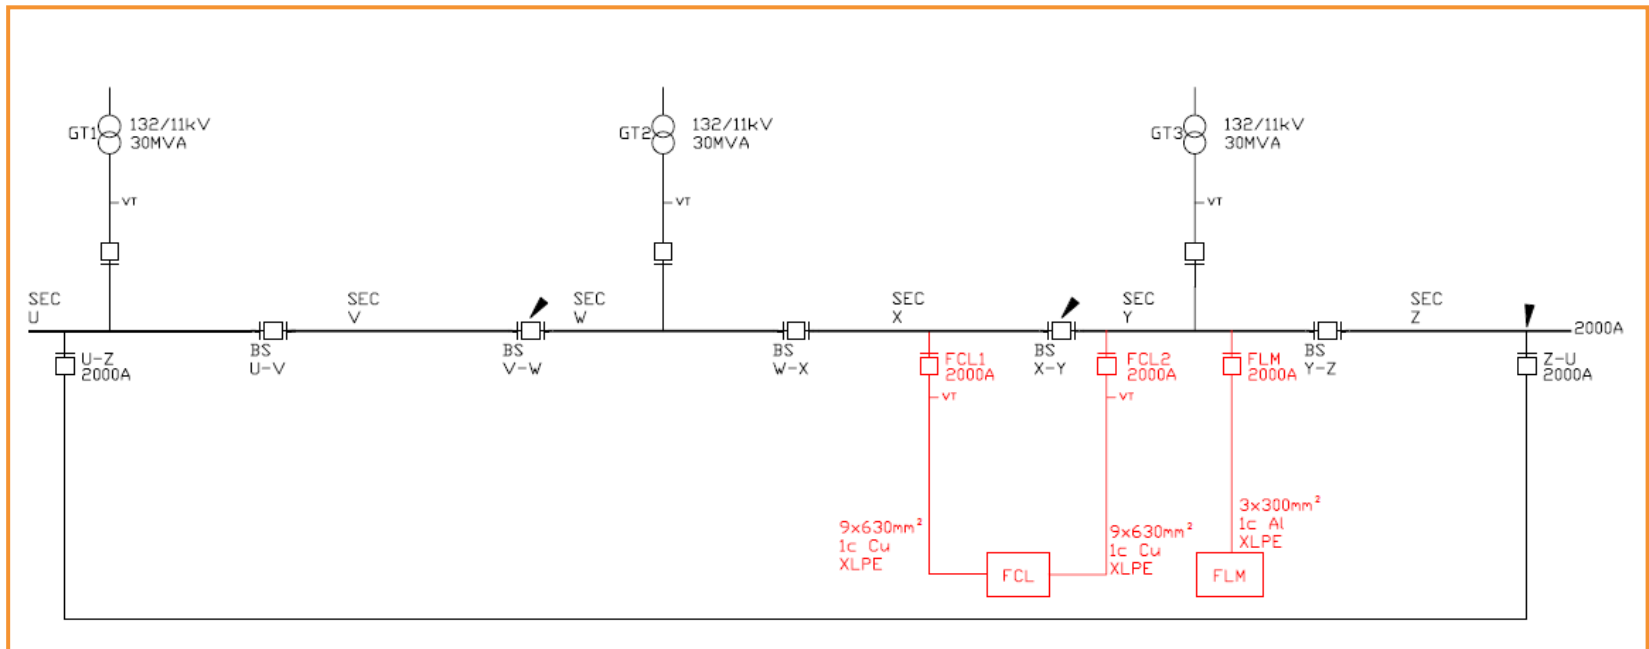 GT1
132/11kV
30MVA
GT2
132/11kV
30MVA
GT3
132/11kV
30MVA
VT
VT
VT
SEC
U
SEC
V
SEC
W
SEC
X
SEC
Y
SEC
Z
2000A
U-Z
2000A
BS
U-V
BS
V-W
BS
W-X
FCL1
2000A
BS
X-Y
FCL2
2000A
FLM
2000A
BS
Y-Z
Z-U
2000A
VT
VT
9x630mm²
1c Cu
XLPE
9x630mm²
1c Cu
XLPE
3x300mm²
1c Al
XLPE
FCL
FLM